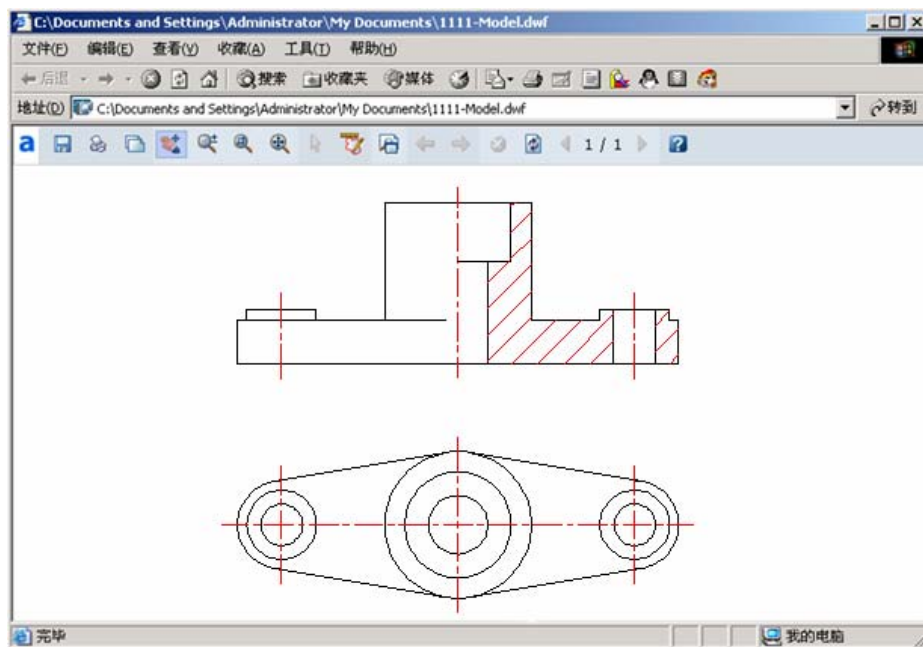 C:\Documents and Settings\Administrator\My Documents\1111-Model.dwf
文件(F) 编辑(E) 查看(V) 收藏(A) 工具(T) 帮助(H)
后退 搜索 收藏夹 媒体
地址(D) C:\Documents and Settings\Administrator\My Documents\1111-Model.dwf 转到
a 1 / 1
完毕 我的电脑